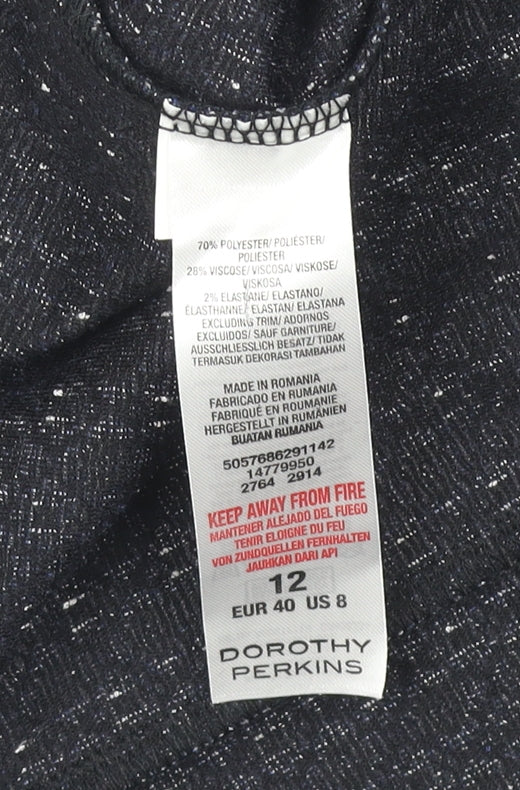 70% POLYESTER/ POLIÉSTER/
POLIESTER
28% VISCOSE/ VISCOSA/ VISKOSE/
VISKOSA
2% ELASTANE/ ELASTANO/
ÉLASTHANNE/ ELASTAN/ ELASTANA
EXCLUDING TRIM/ ADORNOS
EXCLUIDOS/ SAUF GARNITURE/
AUSSCHLIESSLICH BESATZ/ TIDAK
TERMASUK DEKORASI TAMBAHAN
MADE IN ROMANIA
FABRICADO EN RUMANIA
FABRIQUÉ EN ROUMANIE
HERGESTELLT IN RUMÄNIEN
BUATAN RUMANIA
5057686291142
14779950
2764 2914
KEEP AWAY FROM FIRE
MANTENER ALEJADO DEL FUEGO
TENIR ELOIGNE DU FEU
VON ZUNDQUELLEN FERNHALTEN
JAUHKAN DARI API
12
EUR 40 US 8
DOROTHY
PERKINS